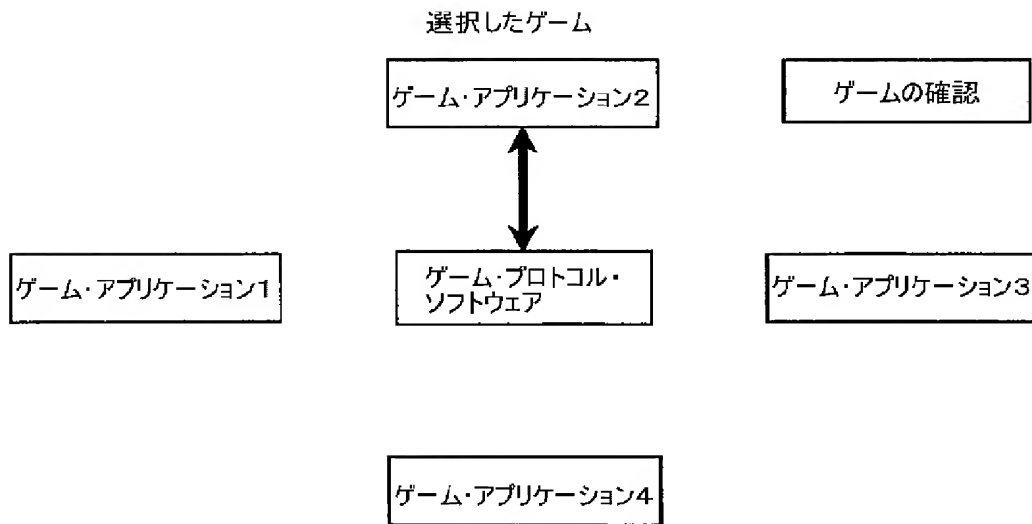 選択したゲーム
ゲーム・アプリケーション2
ゲームの確認
ゲーム・アプリケーション1
ゲーム・プロトコル・
ソフトウェア
ゲーム・アプリケーション3
ゲーム・アプリケーション4